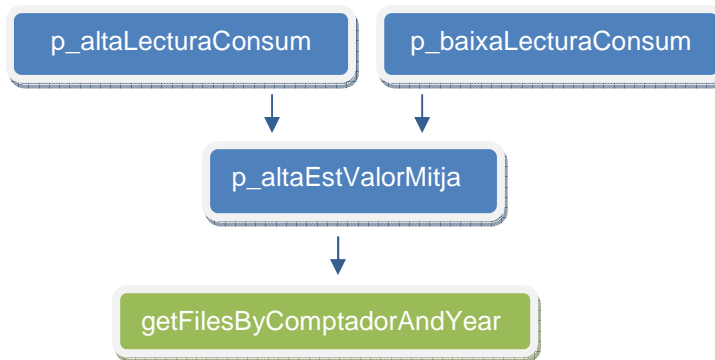 p_altaLecturaConsum
p_baixaLecturaConsum
p_altaEstValorMitja
getFilesByComptadorAndYear